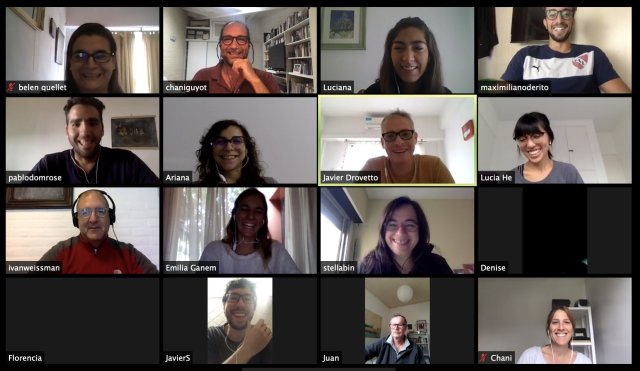 belen quellet
chaniguyot
Luciana
maximilianoderito
pablodomrose
Ariana
Javier Drovetto
Lucia He
ivanweissman
Emilia Ganem
stellabin
Denise
Florencia
JavierS
Juan
Chani